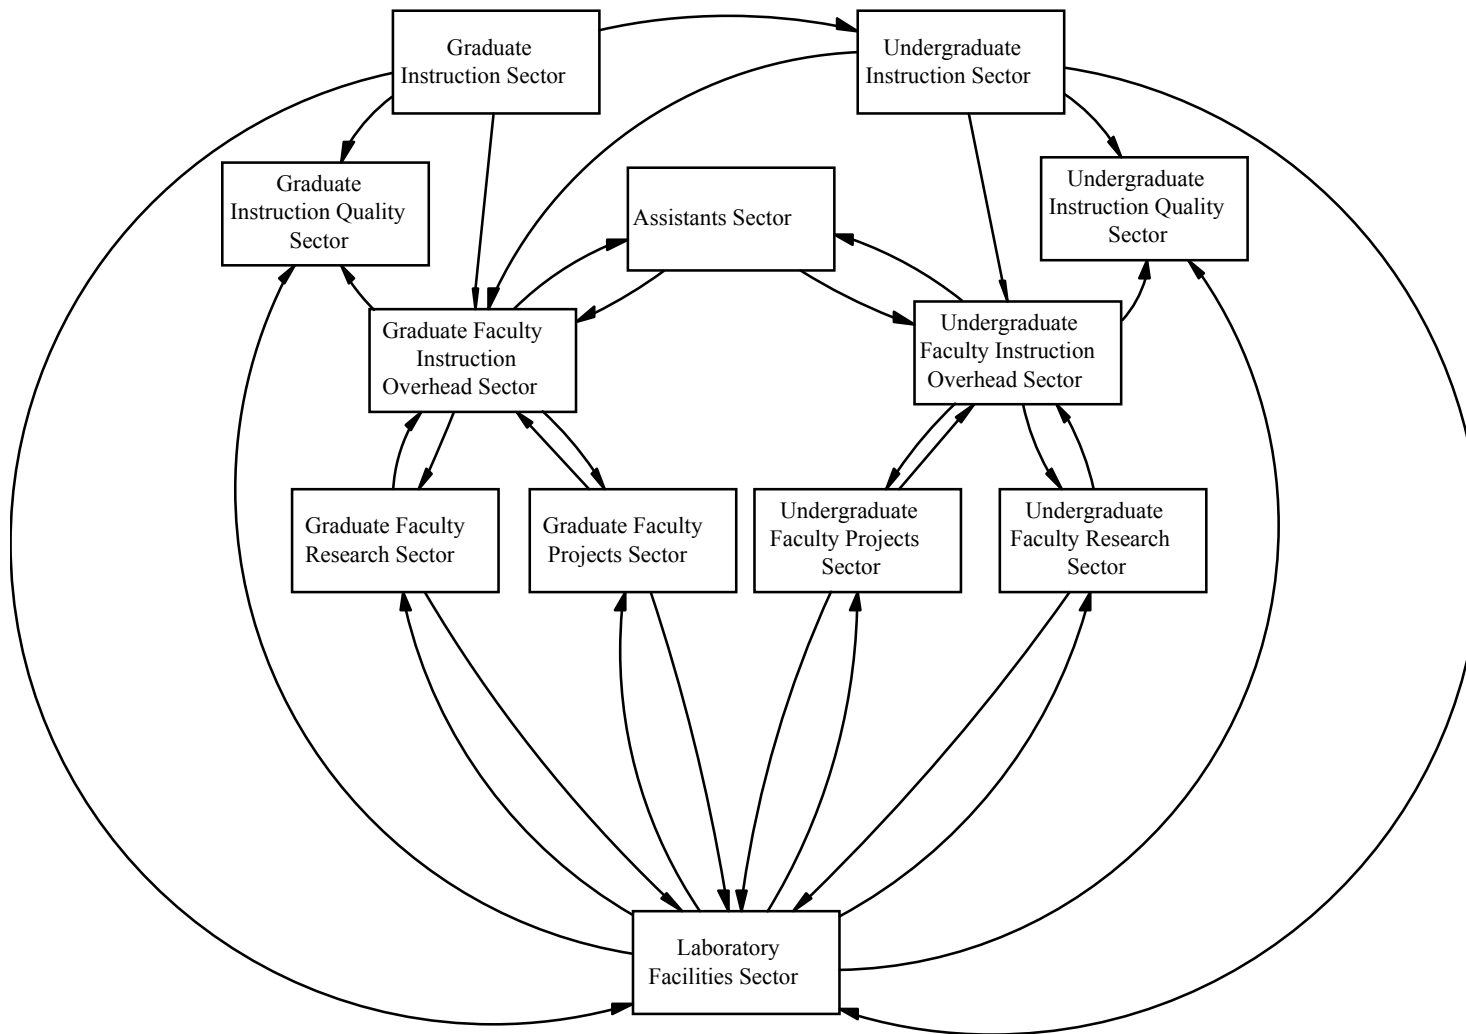 Graduate
Instruction Sector
Undergraduate
Instruction Sector
Graduate
Instruction Quality
Sector
Assistants Sector
Undergraduate
Instruction Quality
Sector
Graduate Faculty
Instruction
Overhead Sector
Undergraduate
Faculty Instruction
Overhead Sector
Graduate Faculty
Research Sector
Graduate Faculty
Projects Sector
Undergraduate
Faculty Projects
Sector
Undergraduate
Faculty Research
Sector
Laboratory
Facilities Sector